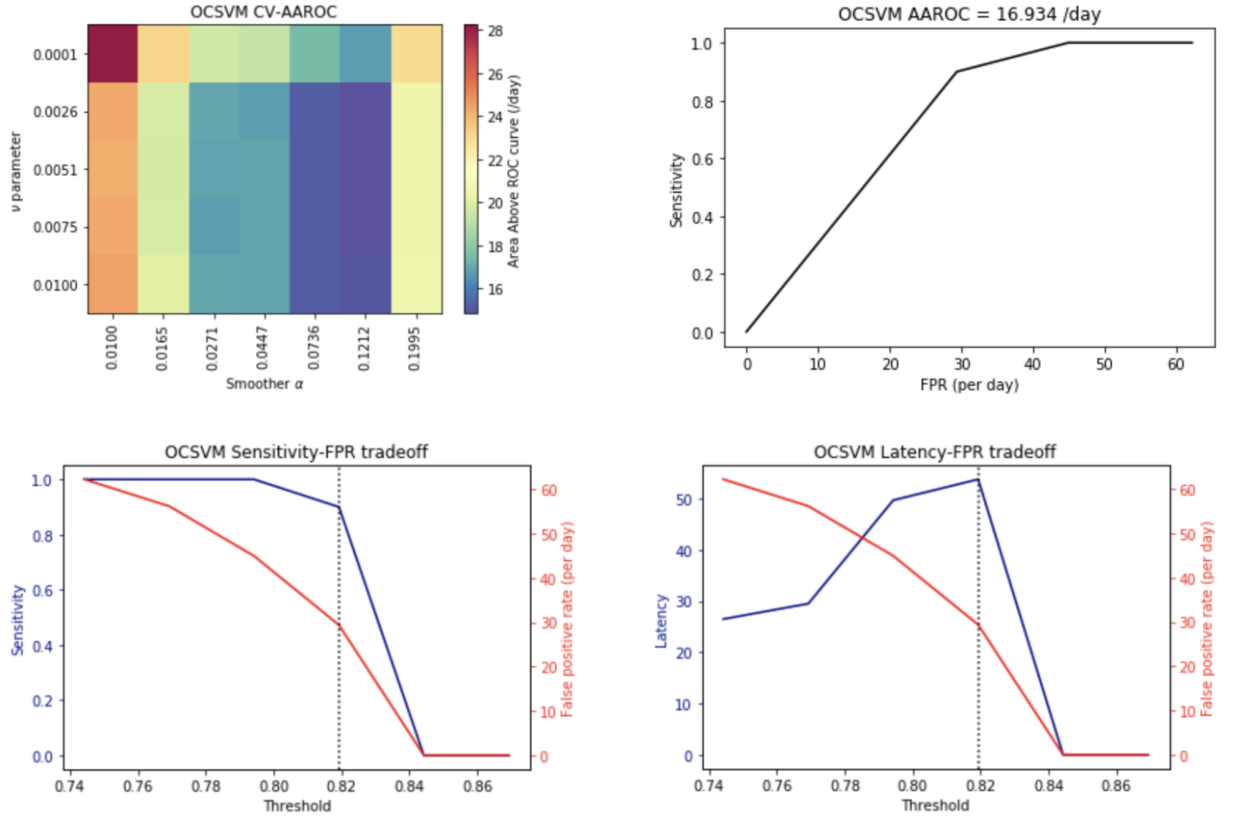 OCSVM CV-AAROC
0.0001
0.0026
0.0051
0.0075
0.0100
ν parameter
0.0100
0.0165
0.0271
0.0447
0.0736
0.1212
0.1995
Smoother α
28
26
24
22
20
18
16
Area Above ROC curve (/day)
OCSVM AAROC = 16.934 /day
1.0
0.8
0.6
0.4
0.2
0.0
Sensitivity
0 10 20 30 40 50 60
FPR (per day)
OCSVM Sensitivity-FPR tradeoff
1.0
0.8
0.6
0.4
0.2
0.0
Sensitivity
0.74 0.76 0.78 0.80 0.82 0.84 0.86
Threshold
60
50
40
30
20
10
0
False positive rate (per day)
OCSVM Latency-FPR tradeoff
50
40
30
20
10
0
Latency
0.74 0.76 0.78 0.80 0.82 0.84 0.86
Threshold
60
50
40
30
20
10
0
False positive rate (per day)